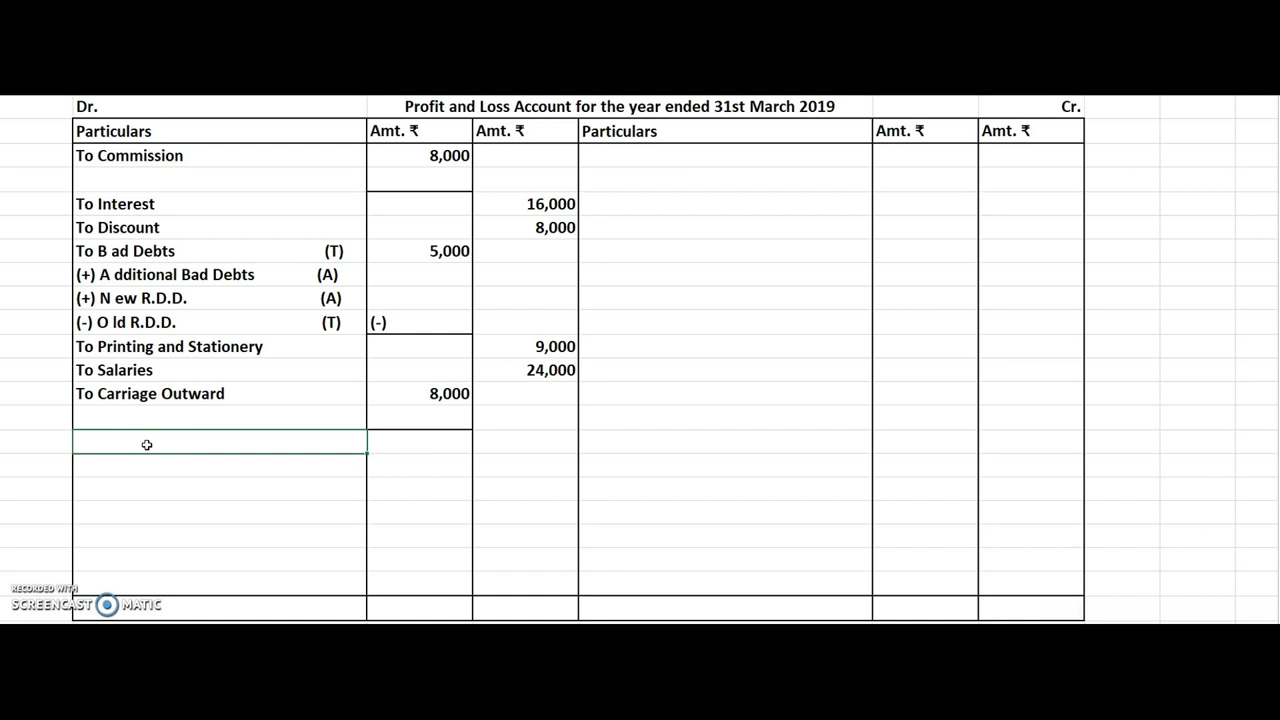 Dr. Profit and Loss Account for the year ended 31st March 2019 Cr.
Particulars Amt. ₹ Amt. ₹ Particulars Amt. ₹ Amt. ₹
To Commission 8,000
To Interest 16,000
To Discount 8,000
To B ad Debts (T) 5,000
(+) A dditional Bad Debts (A)
(+) N ew R.D.D. (A)
(-) O ld R.D.D. (T) (-)
To Printing and Stationery 9,000
To Salaries 24,000
To Carriage Outward 8,000
RECORDED WITH
SCREENCAST MATIC